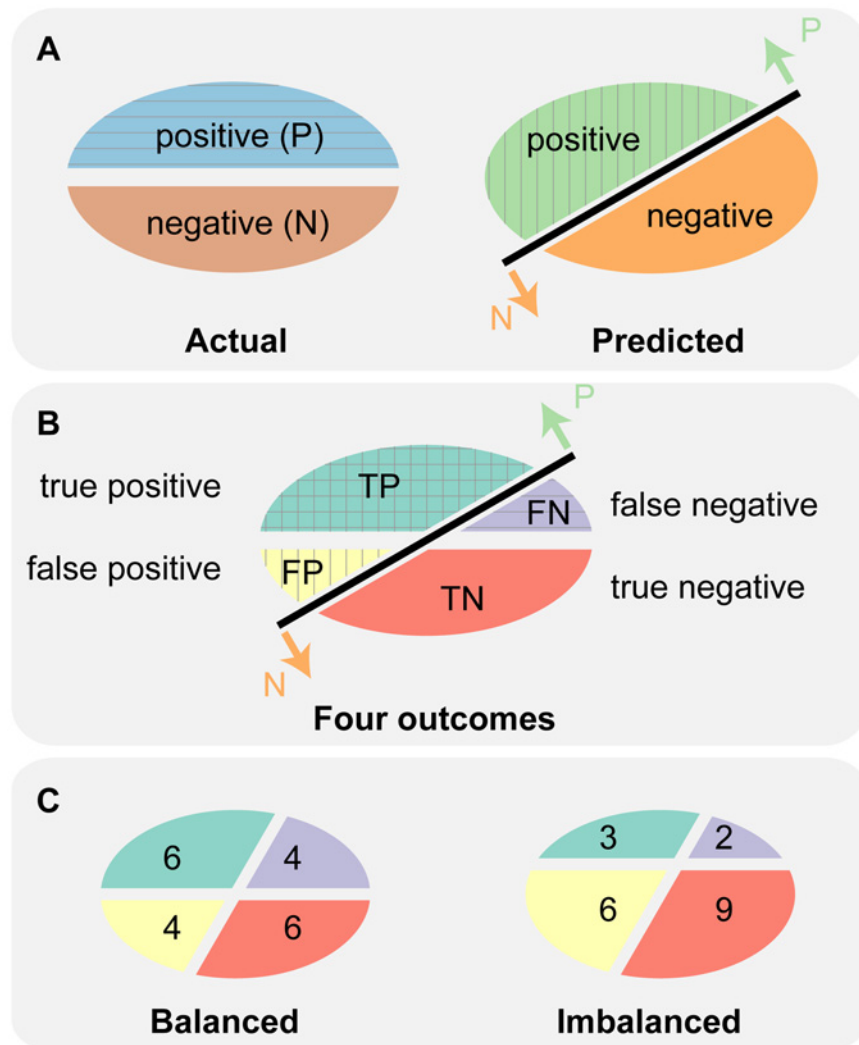 A
P
positive (P)
positive
negative (N)
negative
N
Actual
Predicted
B
P
true positive
TP
FN
false negative
false positive
FP
TN
true negative
N
Four outcomes
C
6
4
3
2
4
6
6
9
Balanced
Imbalanced